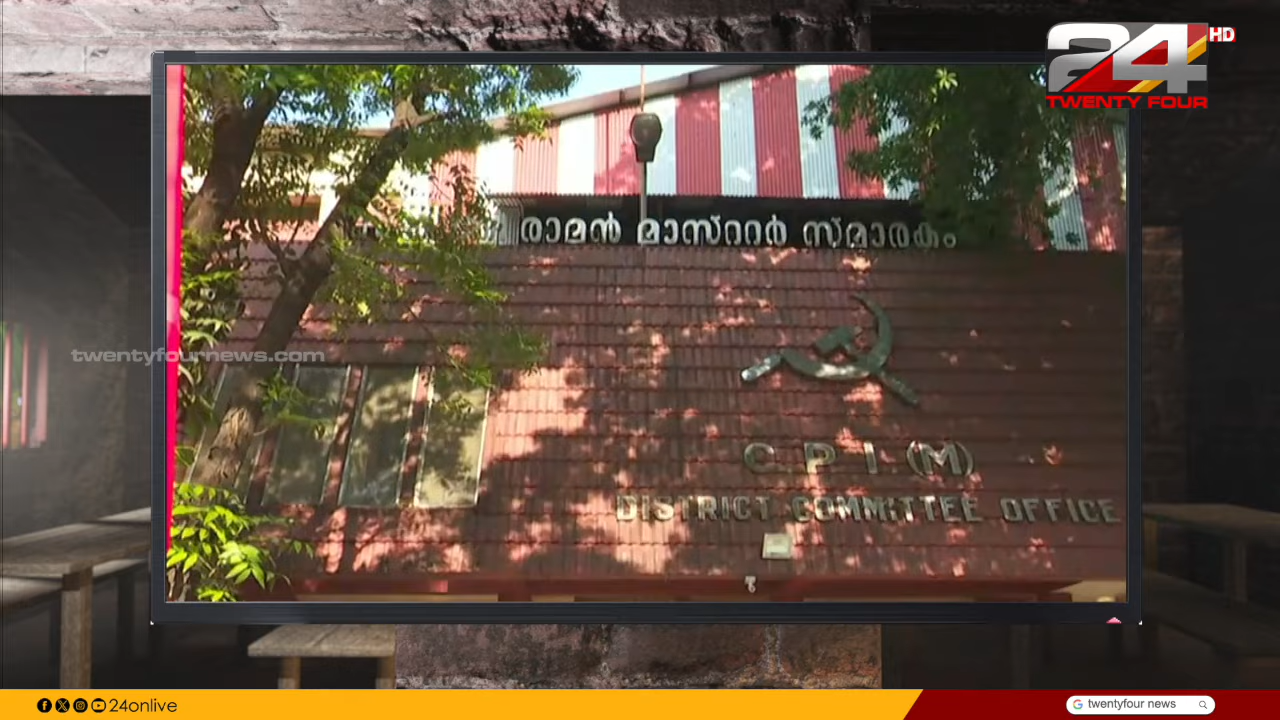 24 HD
TWENTY FOUR
രാമൻ മാസ്റ്റർ സ്മാരകം
twentyfournews.com
C P I (M)
DISTRICT COMMITTEE OFFICE
24onlive
twentyfour news